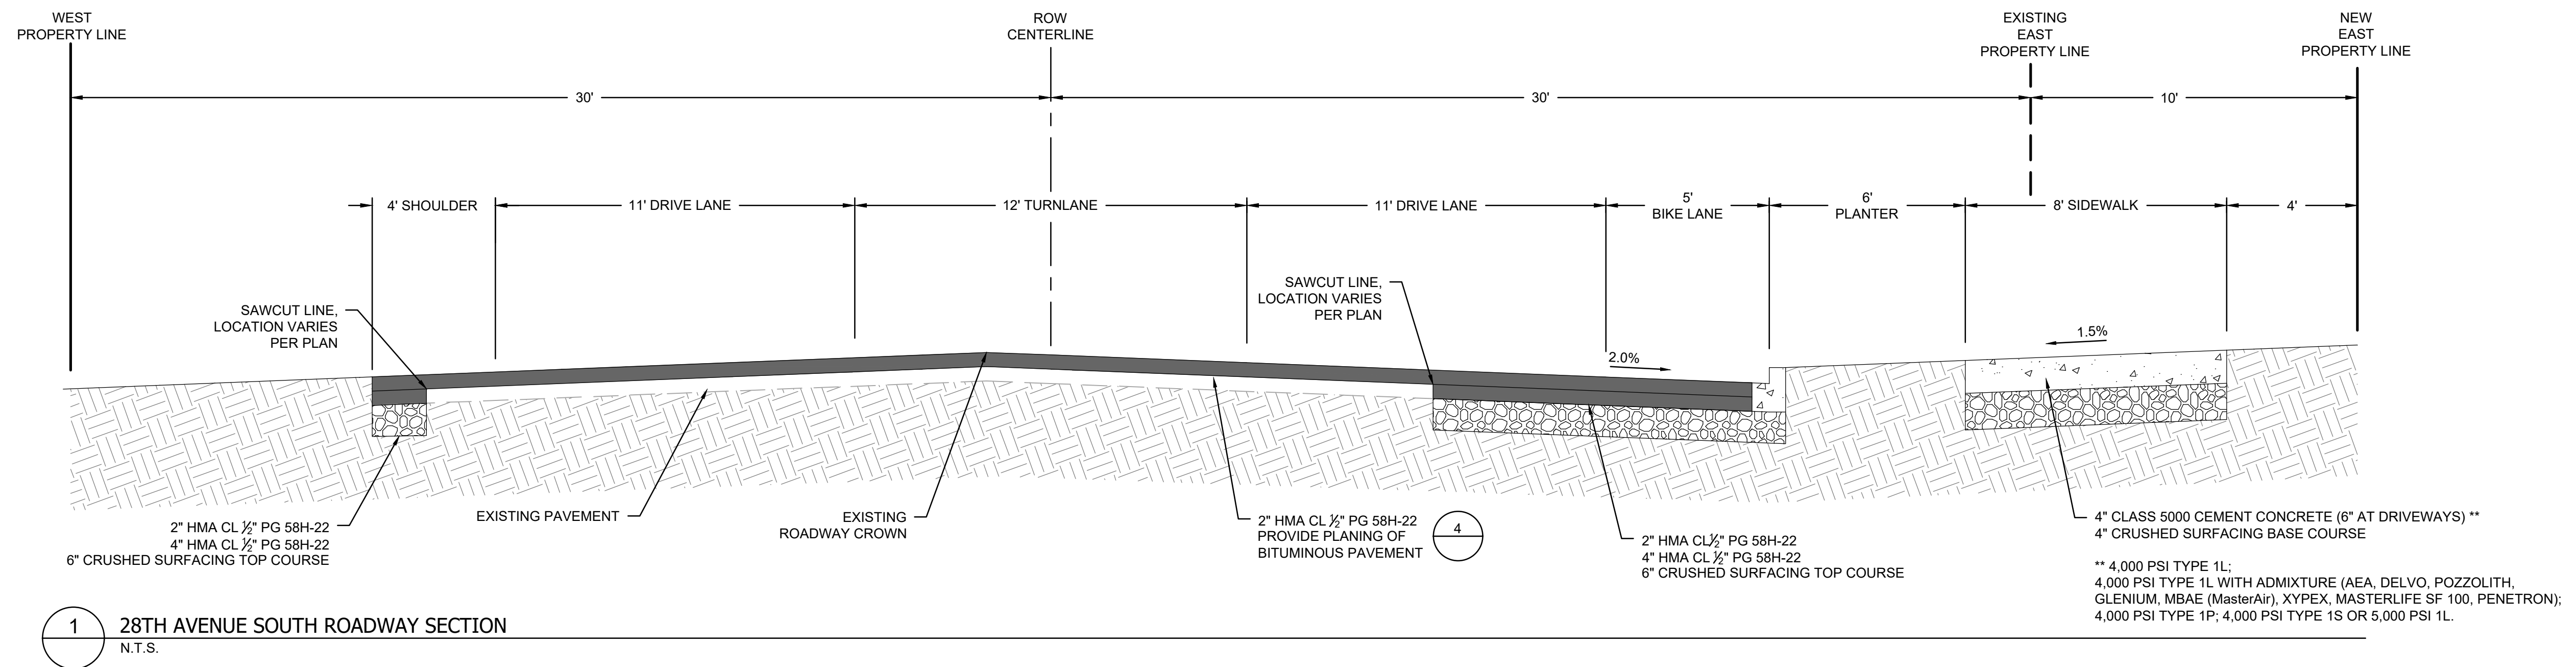 WEST
PROPERTY LINE
ROW
CENTERLINE
EXISTING
EAST
PROPERTY LINE
NEW
EAST
PROPERTY LINE
30'
30'
10'
4' SHOULDER
11' DRIVE LANE
12' TURNLANE
11' DRIVE LANE
5'
BIKE LANE
6'
PLANTER
8' SIDEWALK
4'
SAWCUT LINE,
LOCATION VARIES
PER PLAN
SAWCUT LINE,
LOCATION VARIES
PER PLAN
2.0%
1.5%
2" HMA CL ½" PG 58H-22
4" HMA CL ½" PG 58H-22
6" CRUSHED SURFACING TOP COURSE
EXISTING PAVEMENT
EXISTING
ROADWAY CROWN
2" HMA CL ½" PG 58H-22
PROVIDE PLANING OF
BITUMINOUS PAVEMENT
4
2" HMA CL½" PG 58H-22
4" HMA CL ½" PG 58H-22
6" CRUSHED SURFACING TOP COURSE
4" CLASS 5000 CEMENT CONCRETE (6" AT DRIVEWAYS) **
4" CRUSHED SURFACING BASE COURSE
** 4,000 PSI TYPE 1L;
4,000 PSI TYPE 1L WITH ADMIXTURE (AEA, DELVO, POZZOLITH,
GLENIUM, MBAE (MasterAir), XYPEX, MASTERLIFE SF 100, PENETRON);
4,000 PSI TYPE 1P; 4,000 PSI TYPE 1S OR 5,000 PSI 1L.
1
28TH AVENUE SOUTH ROADWAY SECTION
N.T.S.